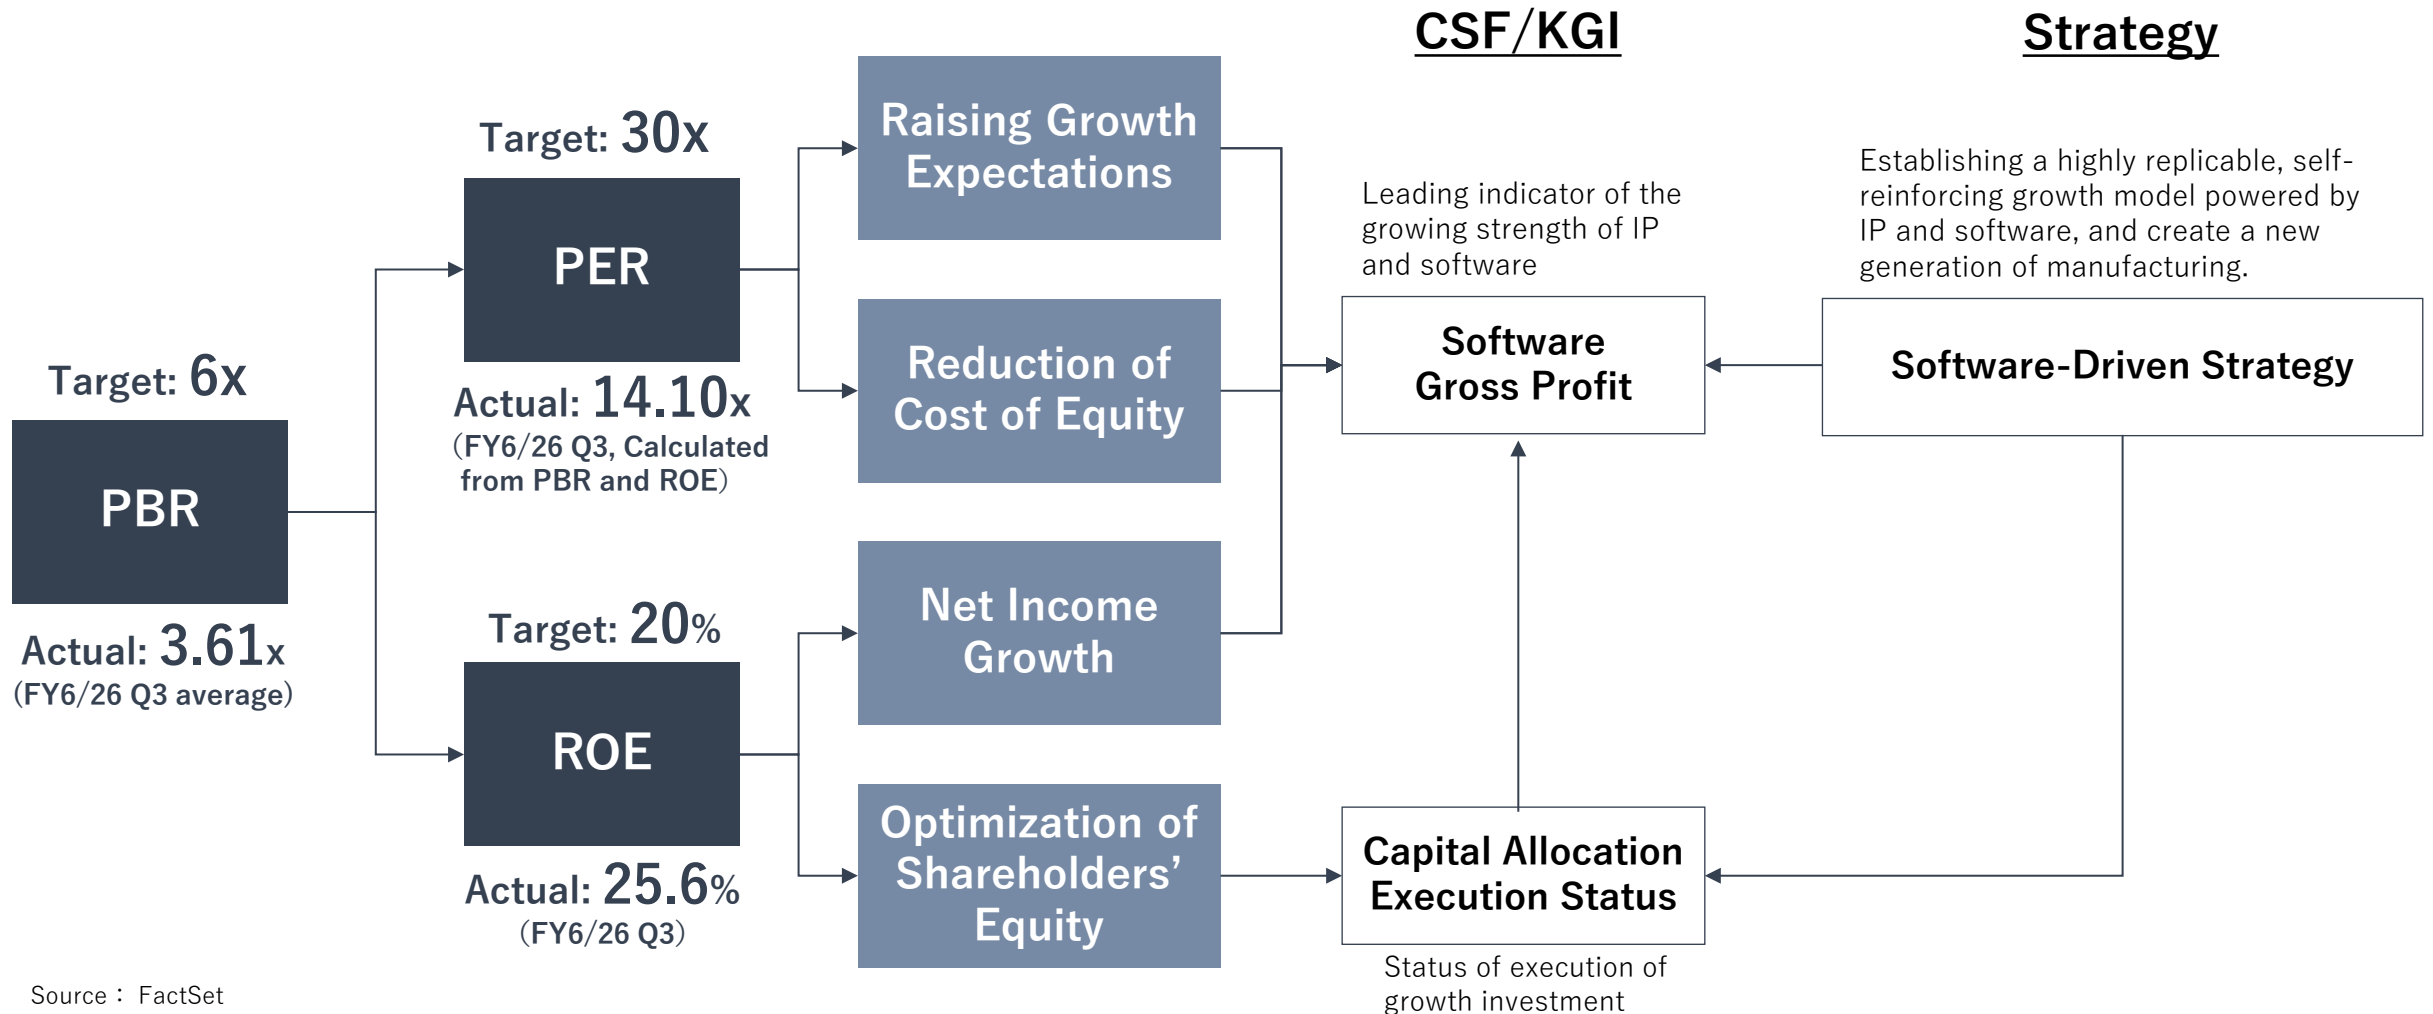 CSF/KGI
Strategy
Target: 6x
PBR
Actual: 3.61x
(FY6/26 Q3 average)
Target: 30x
PER
Actual: 14.10x
(FY6/26 Q3, Calculated
from PBR and ROE)
Target: 20%
ROE
Actual: 25.6%
(FY6/26 Q3)
Raising Growth
Expectations
Reduction of
Cost of Equity
Net Income
Growth
Optimization of
Shareholders’
Equity
Leading indicator of the
growing strength of IP
and software
Software
Gross Profit
Capital Allocation
Execution Status
Status of execution of
growth investment
Establishing a highly replicable, self-
reinforcing growth model powered by
IP and software, and create a new
generation of manufacturing.
Software-Driven Strategy
Source： FactSet